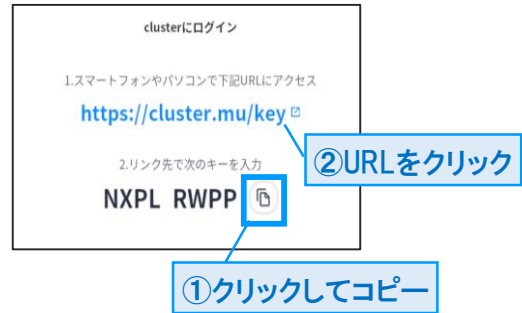 clusterにログイン
1.スマートフォンやパソコンで下記URLにアクセス
https://cluster.mu/key
②URLをクリック
2.リンク先で次のキーを入力
NXPL RWPP
①クリックしてコピー